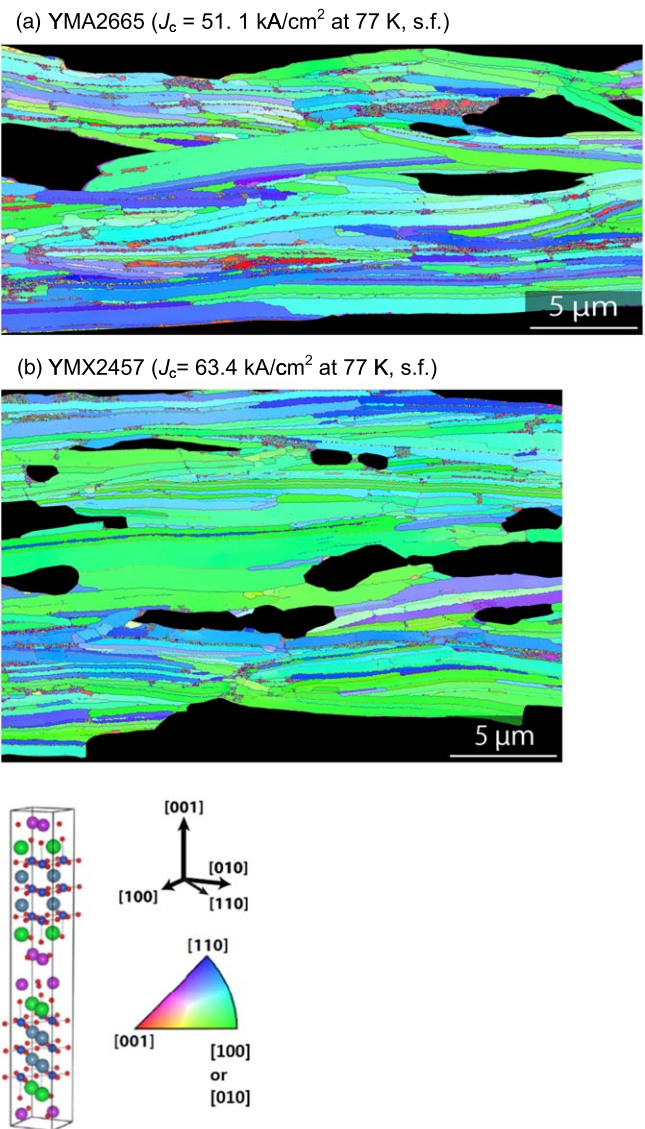 (a) YMA2665 (Jc = 51. 1 kA/cm² at 77 K, s.f.)
5 μm
(b) YMX2457 (Jc= 63.4 kA/cm² at 77 K, s.f.)
5 μm
[001]
[010]
[100]
[110]
[110]
[001]
[100]
or
[010]